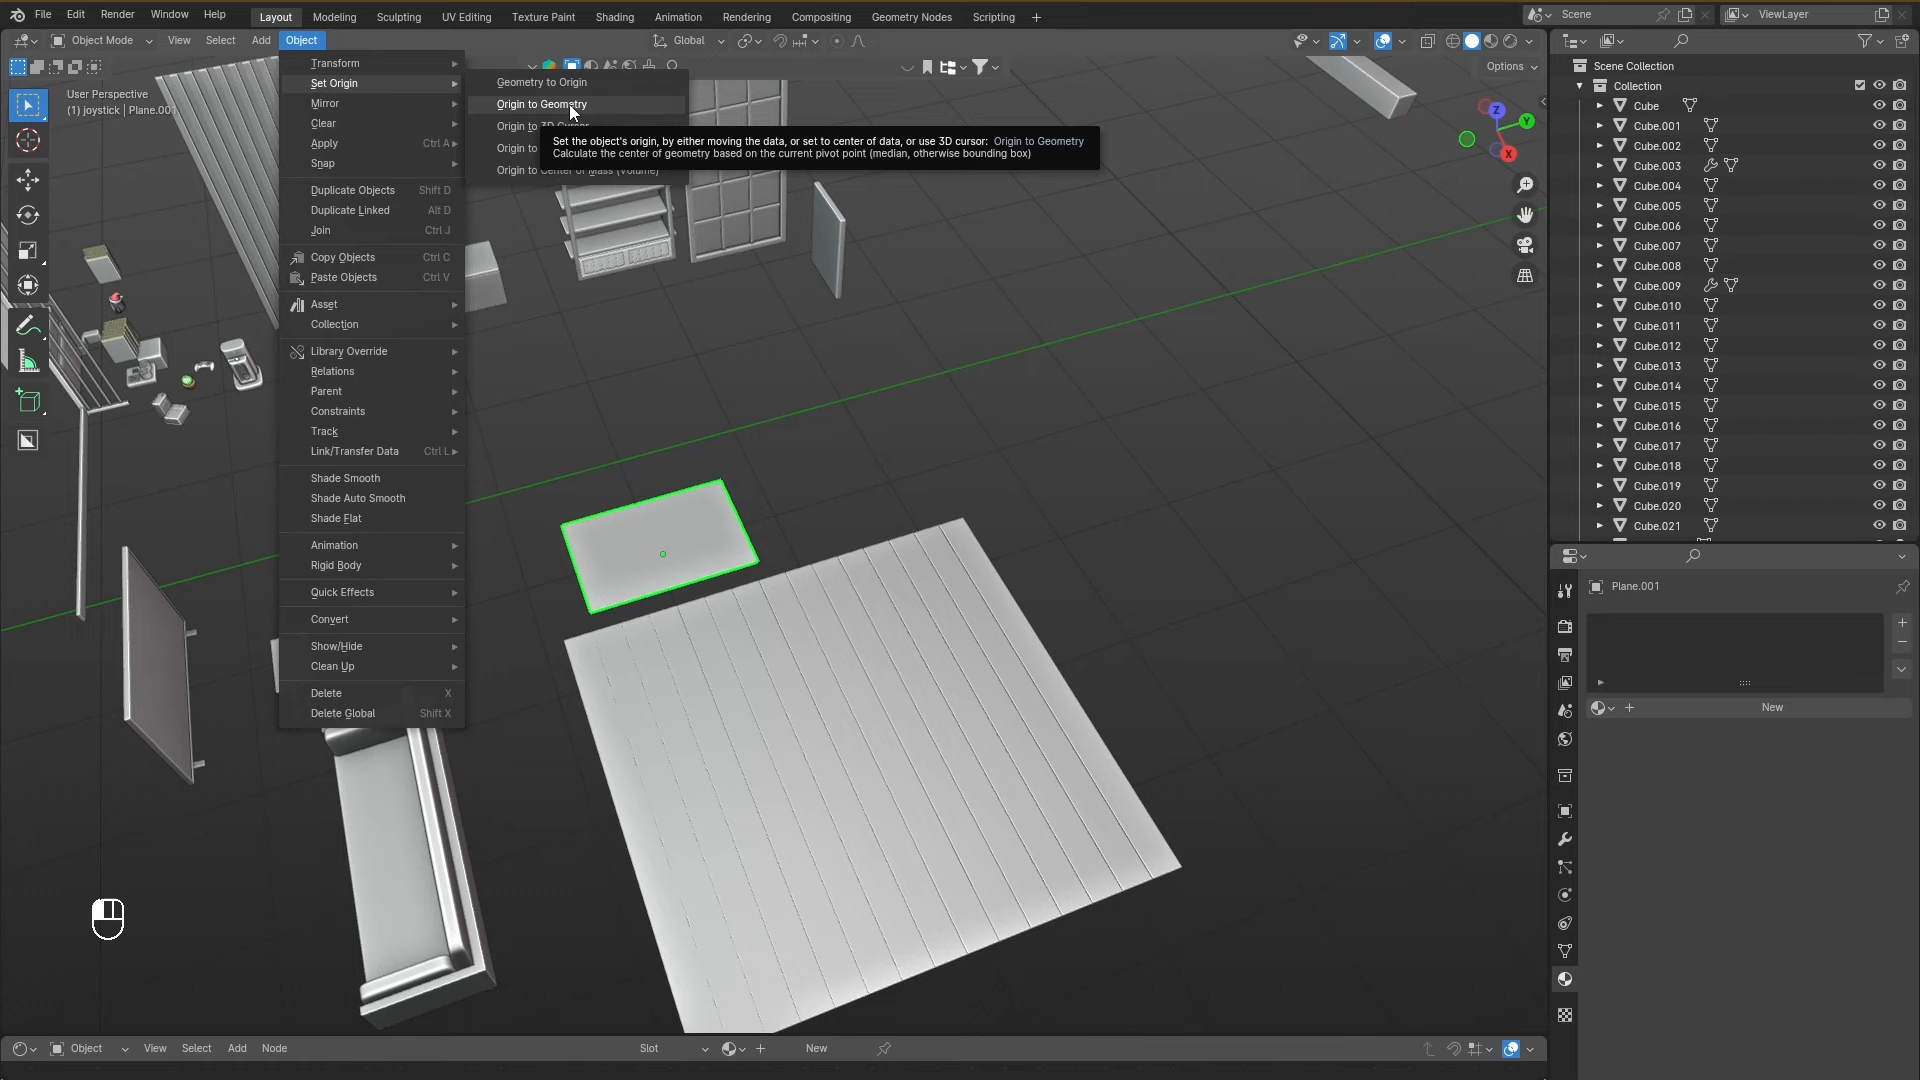 File Edit Render Window Help
Layout Modeling Sculpting UV Editing Texture Paint Shading Animation Rendering Compositing Geometry Nodes Scripting +
Scene
ViewLayer
Object Mode View Select Add Object
Global
Options
User Perspective
(1) joystick | Plane.001
Transform
Set Origin
Mirror
Clear
Apply Ctrl A
Snap
Duplicate Objects Shift D
Duplicate Linked Alt D
Join Ctrl J
Copy Objects Ctrl C
Paste Objects Ctrl V
Asset
Collection
Library Override
Relations
Parent
Constraints
Track
Link/Transfer Data Ctrl L
Shade Smooth
Shade Auto Smooth
Shade Flat
Animation
Rigid Body
Quick Effects
Convert
Show/Hide
Clean Up
Delete X
Delete Global Shift X
Geometry to Origin
Origin to Geometry
Origin to 3D Cursor
Origin to
Origin to Center of Mass (Volume)
Set the object's origin, by either moving the data, or set to center of data, or use 3D cursor: Origin to Geometry
Calculate the center of geometry based on the current pivot point (median, otherwise bounding box)
Z
Y
X
Scene Collection
Collection
Cube
Cube.001
Cube.002
Cube.003
Cube.004
Cube.005
Cube.006
Cube.007
Cube.008
Cube.009
Cube.010
Cube.011
Cube.012
Cube.013
Cube.014
Cube.015
Cube.016
Cube.017
Cube.018
Cube.019
Cube.020
Cube.021
Plane.001
New
Object View Select Add Node
Slot
New